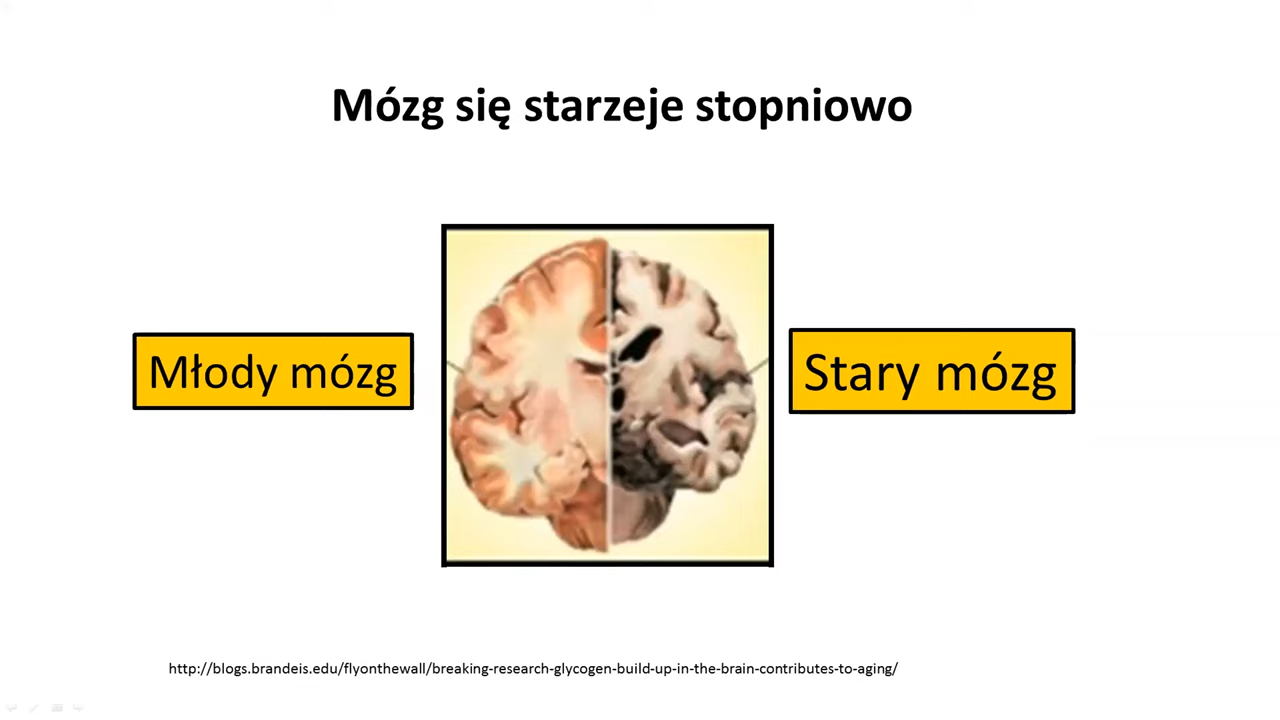 Mózg się starzeje stopniowo
Młody mózg
Stary mózg
http://blogs.brandeis.edu/flyonthewall/breaking-research-glycogen-build-up-in-the-brain-contributes-to-aging/